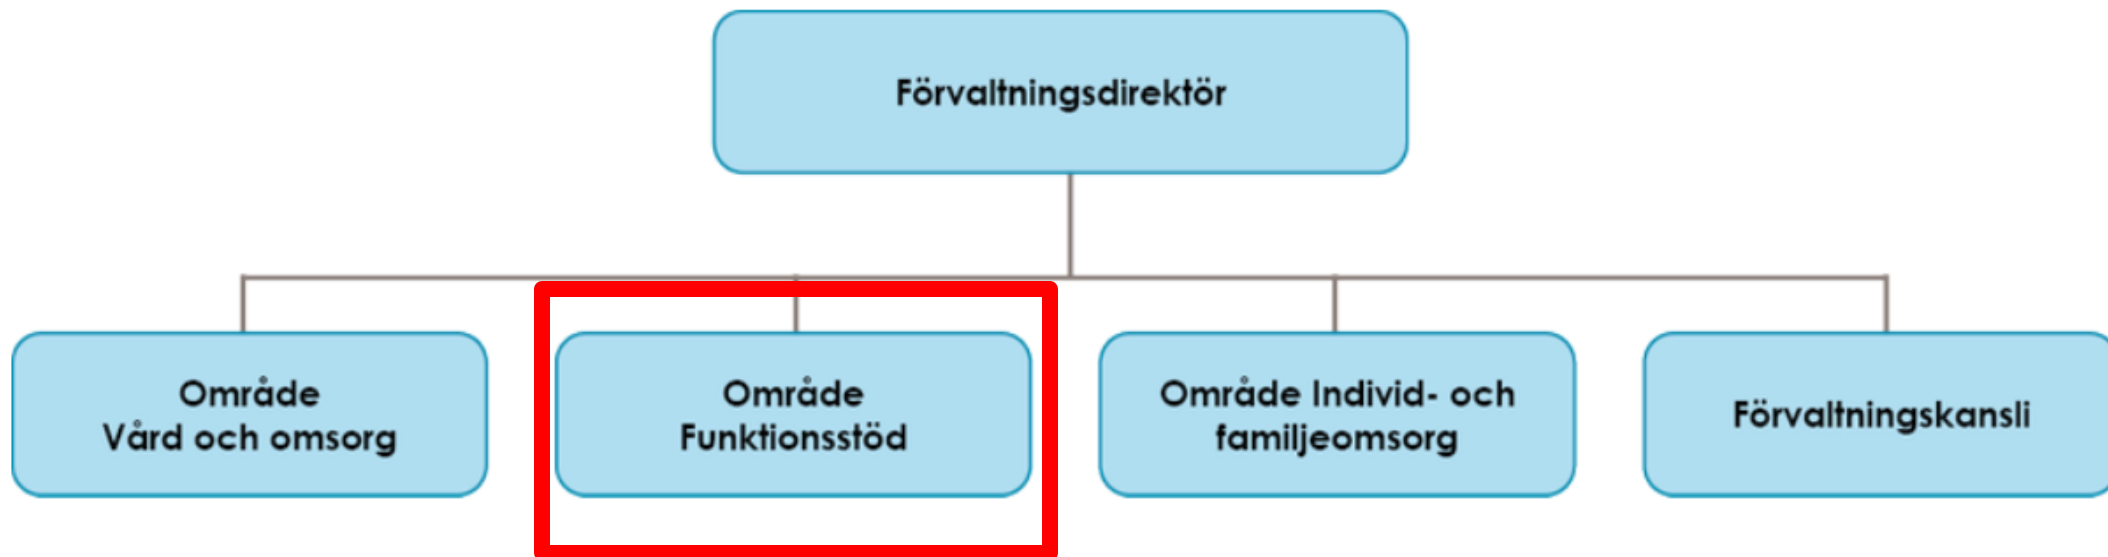 Förvaltningsdirektör
Område
Vård och omsorg
Område
Funktionsstöd
Område Individ- och
familjeomsorg
Förvaltningskansli